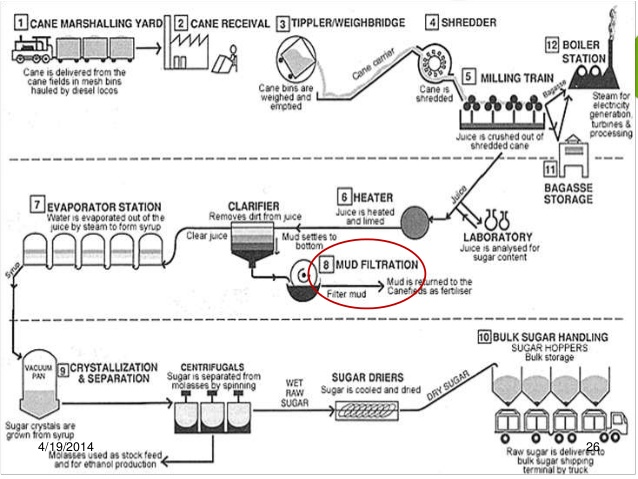 1 CANE MARSHALLING YARD
Cane is delivered from the
cane fields in mesh bins
hauled by diesel locos
2 CANE RECEIVAL
3 TIPPLER/WEIGHBRIDGE
Cane bins are
weighed and
emptied
Cane carrier
4 SHREDDER
Cane is
shredded
5 MILLING TRAIN
Juice is crushed out of
shredded cane
Bagasse
12 BOILER
STATION
Steam for
electricity
generation,
turbines &
processing
11
BAGASSE
STORAGE
Juice
LABORATORY
Juice is analysed for
sugar content
6 HEATER
Juice is heated
and limed
CLARIFIER
Removes dirt from juice
Clear juice
Mud settles to
bottom
7 EVAPORATOR STATION
Water is evaporated out of the
juice by steam to form syrup
Syrup
8 MUD FILTRATION
Filter mud
Mud is returned to the
Canefields as fertiliser
VACUUM
PAN
9 CRYSTALLIZATION
& SEPARATION
Sugar crystals are
grown from syrup
CENTRIFUGALS
Sugar is separated from
molasses by spinning
Molasses used as stock feed
and for ethanol production
WET
RAW
SUGAR
SUGAR DRIERS
Sugar is cooled and dried
DRY SUGAR
10 BULK SUGAR HANDLING
SUGAR HOPPERS
Bulk storage
Raw sugar is delivered to
bulk sugar shipping
terminal by truck
4/19/2014
26